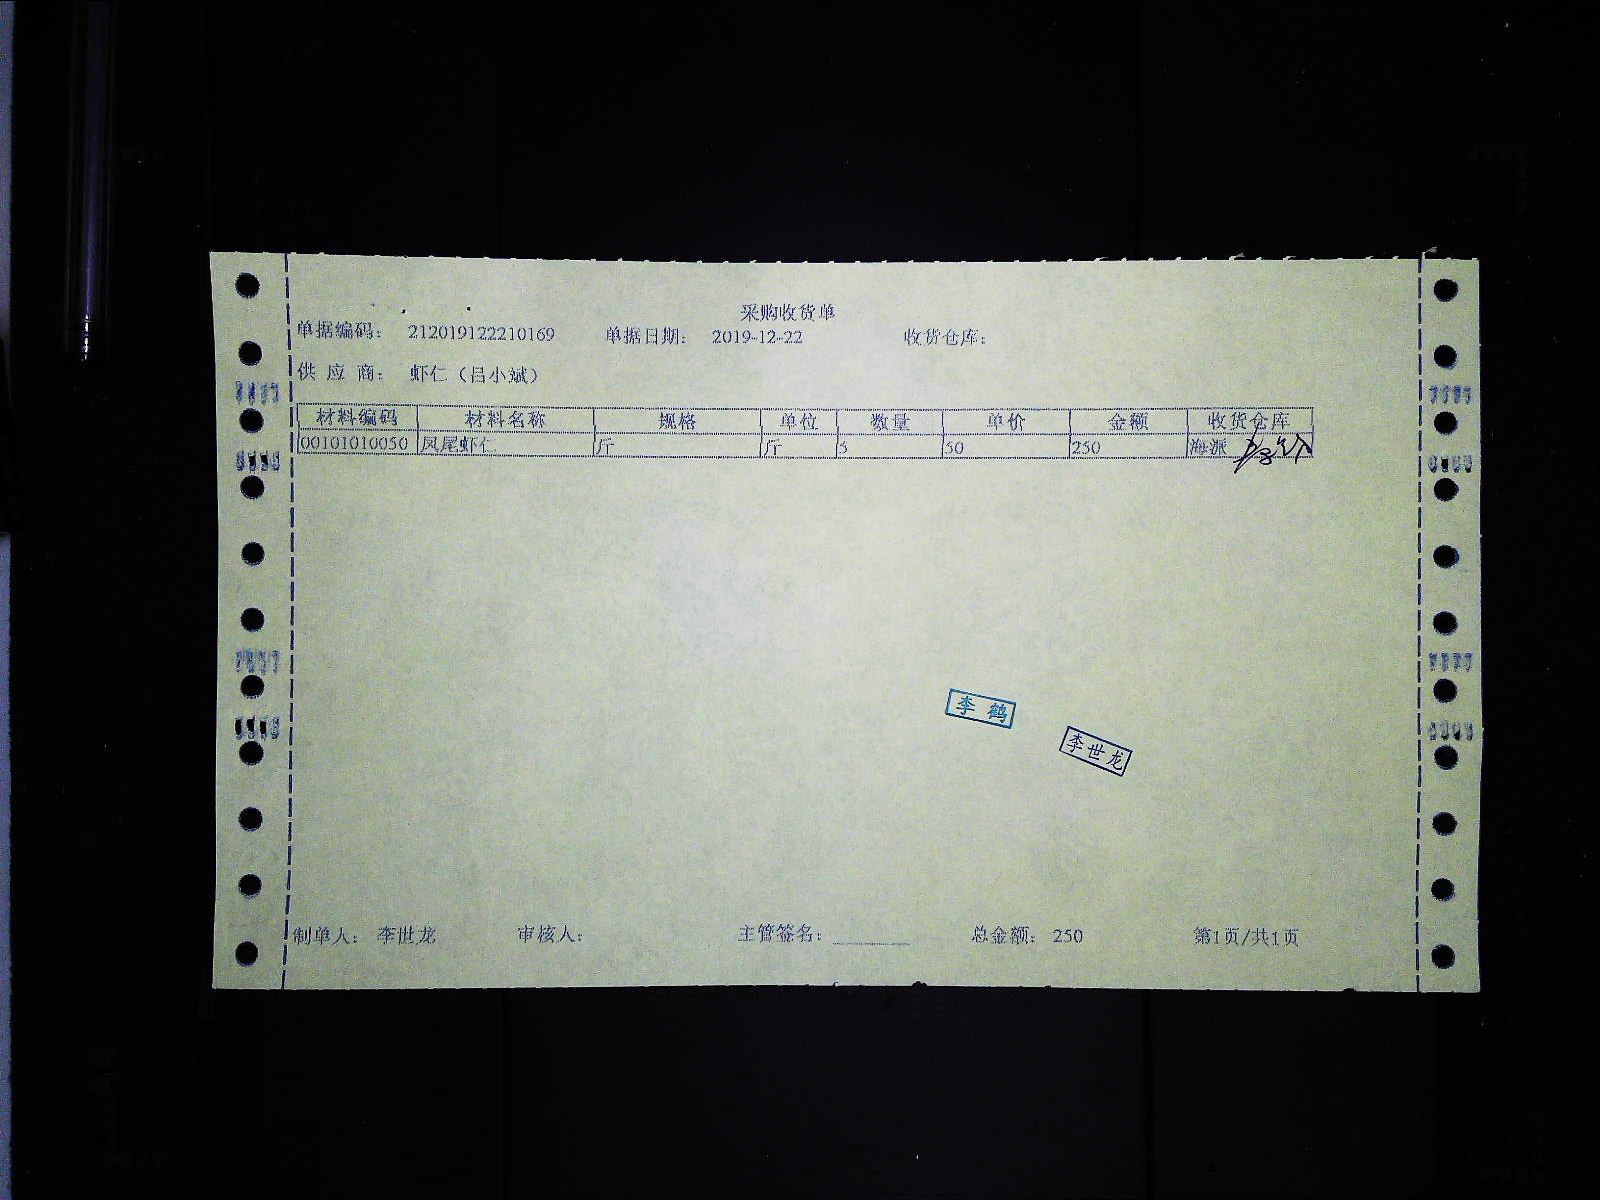 采购收货单
单据编码： 212019122210169 单据日期： 2019-12-22 收货仓库：
供 应 商： 虾仁（吕小斌）
材料编码 材料名称 规格 单位 数量 单价 金额 收货仓库
00101010050 凤尾虾仁 斤 斤 5 50 250 海派
李鹤
李世龙
制单人： 李世龙 审核人： 主管签名： 总金额： 250 第1页/共1页